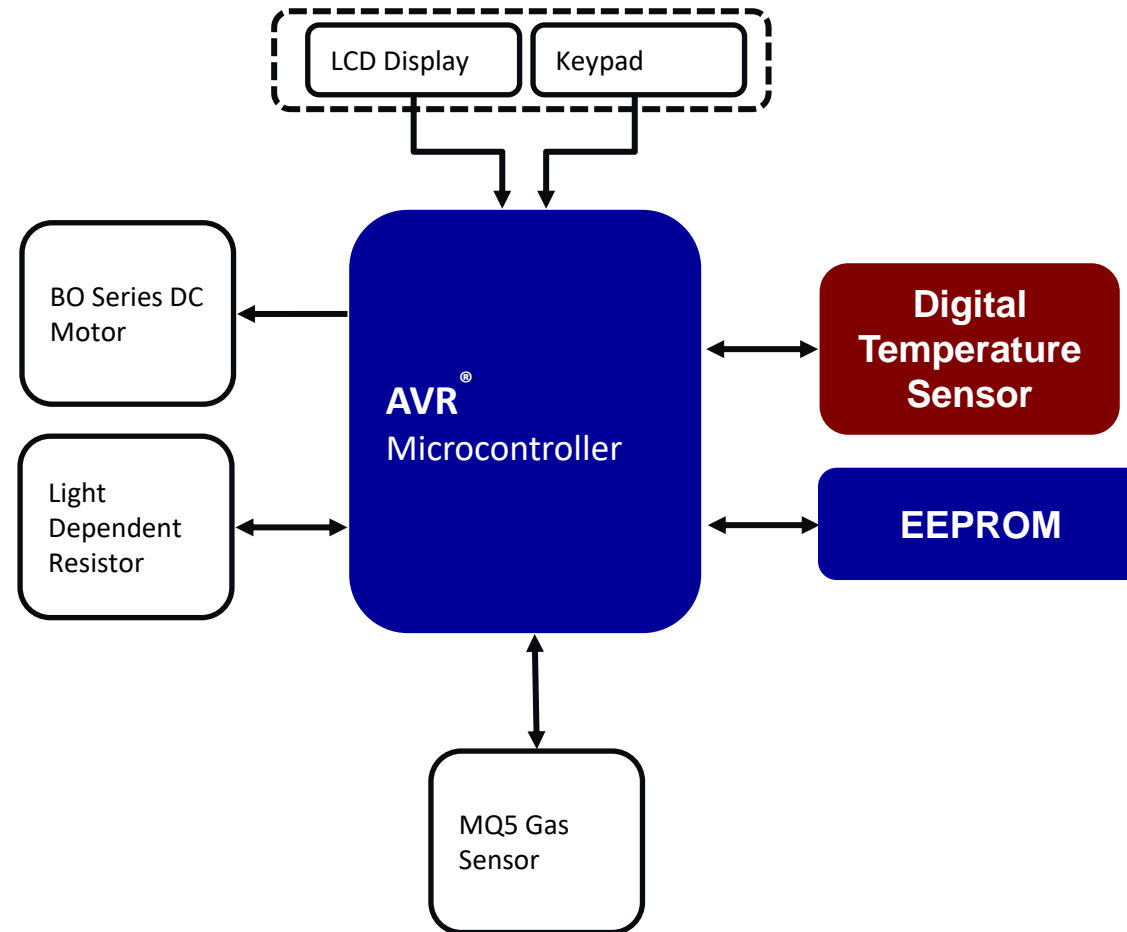 LCD Display
Keypad
BO Series DC
Motor
AVR®
Microcontroller
Digital
Temperature
Sensor
Light
Dependent
Resistor
EEPROM
MQ5 Gas
Sensor